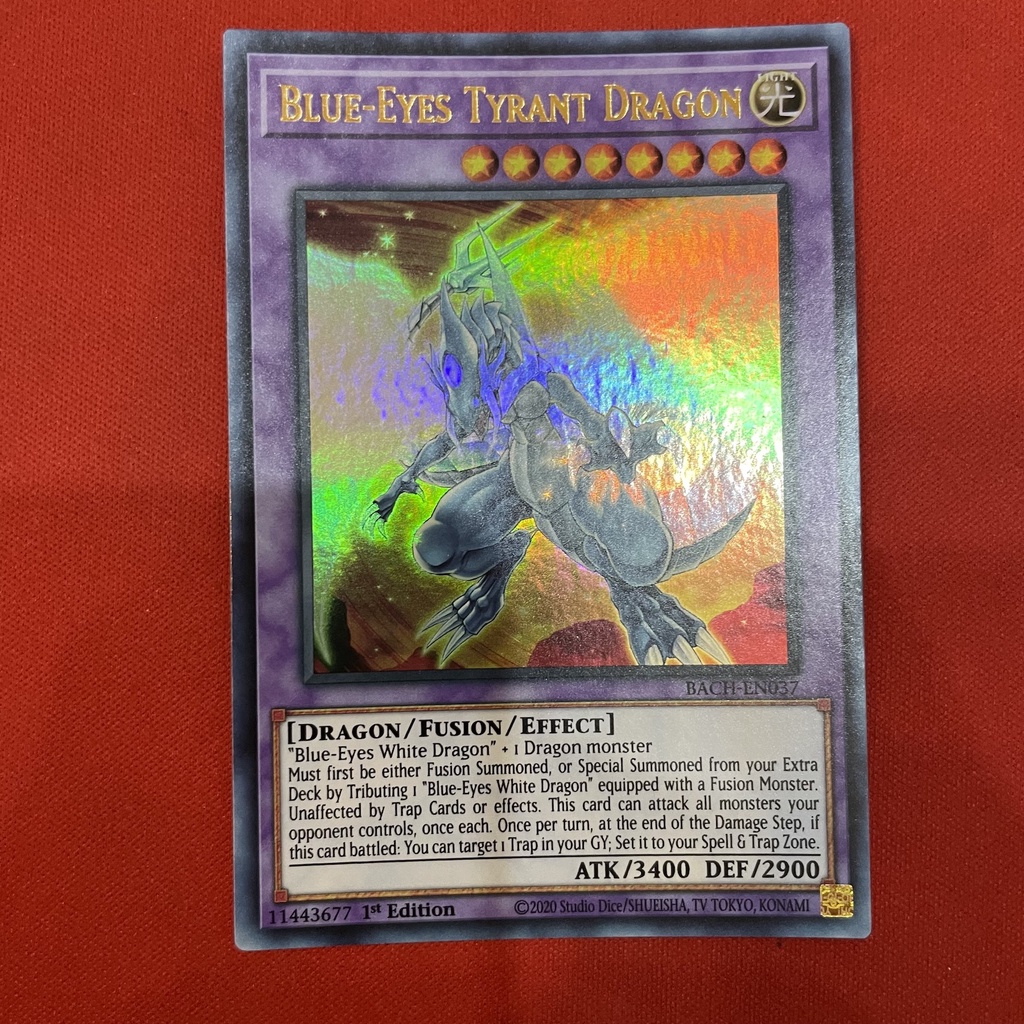 BLUE-EYES TYRANT DRAGON
LIGHT
光
BACH-EN037
[DRAGON/FUSION/EFFECT]
"Blue-Eyes White Dragon" + 1 Dragon monster
Must first be either Fusion Summoned, or Special Summoned from your Extra
Deck by Tributing 1 "Blue-Eyes White Dragon" equipped with a Fusion Monster.
Unaffected by Trap Cards or effects. This card can attack all monsters your
opponent controls, once each. Once per turn, at the end of the Damage Step, if
this card battled: You can target 1 Trap in your GY; Set it to your Spell & Trap Zone.
ATK/3400 DEF/2900
11443677 1st Edition ©2020 Studio Dice/SHUEISHA, TV TOKYO, KONAMI